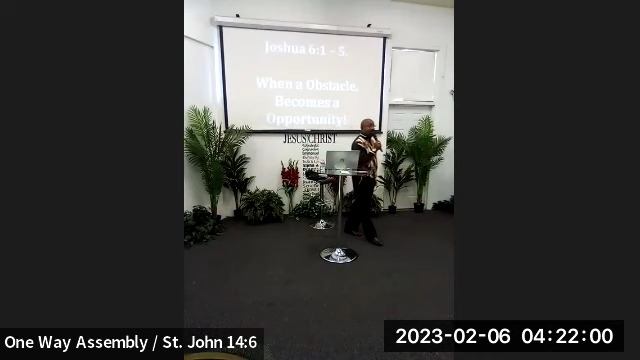 Joshua 6:1 – 5.
When a Obstacle,
Becomes a
Opportunity!
JESUS CHRIST
One Way Assembly / St. John 14:6
2023-02-06 04:22:00